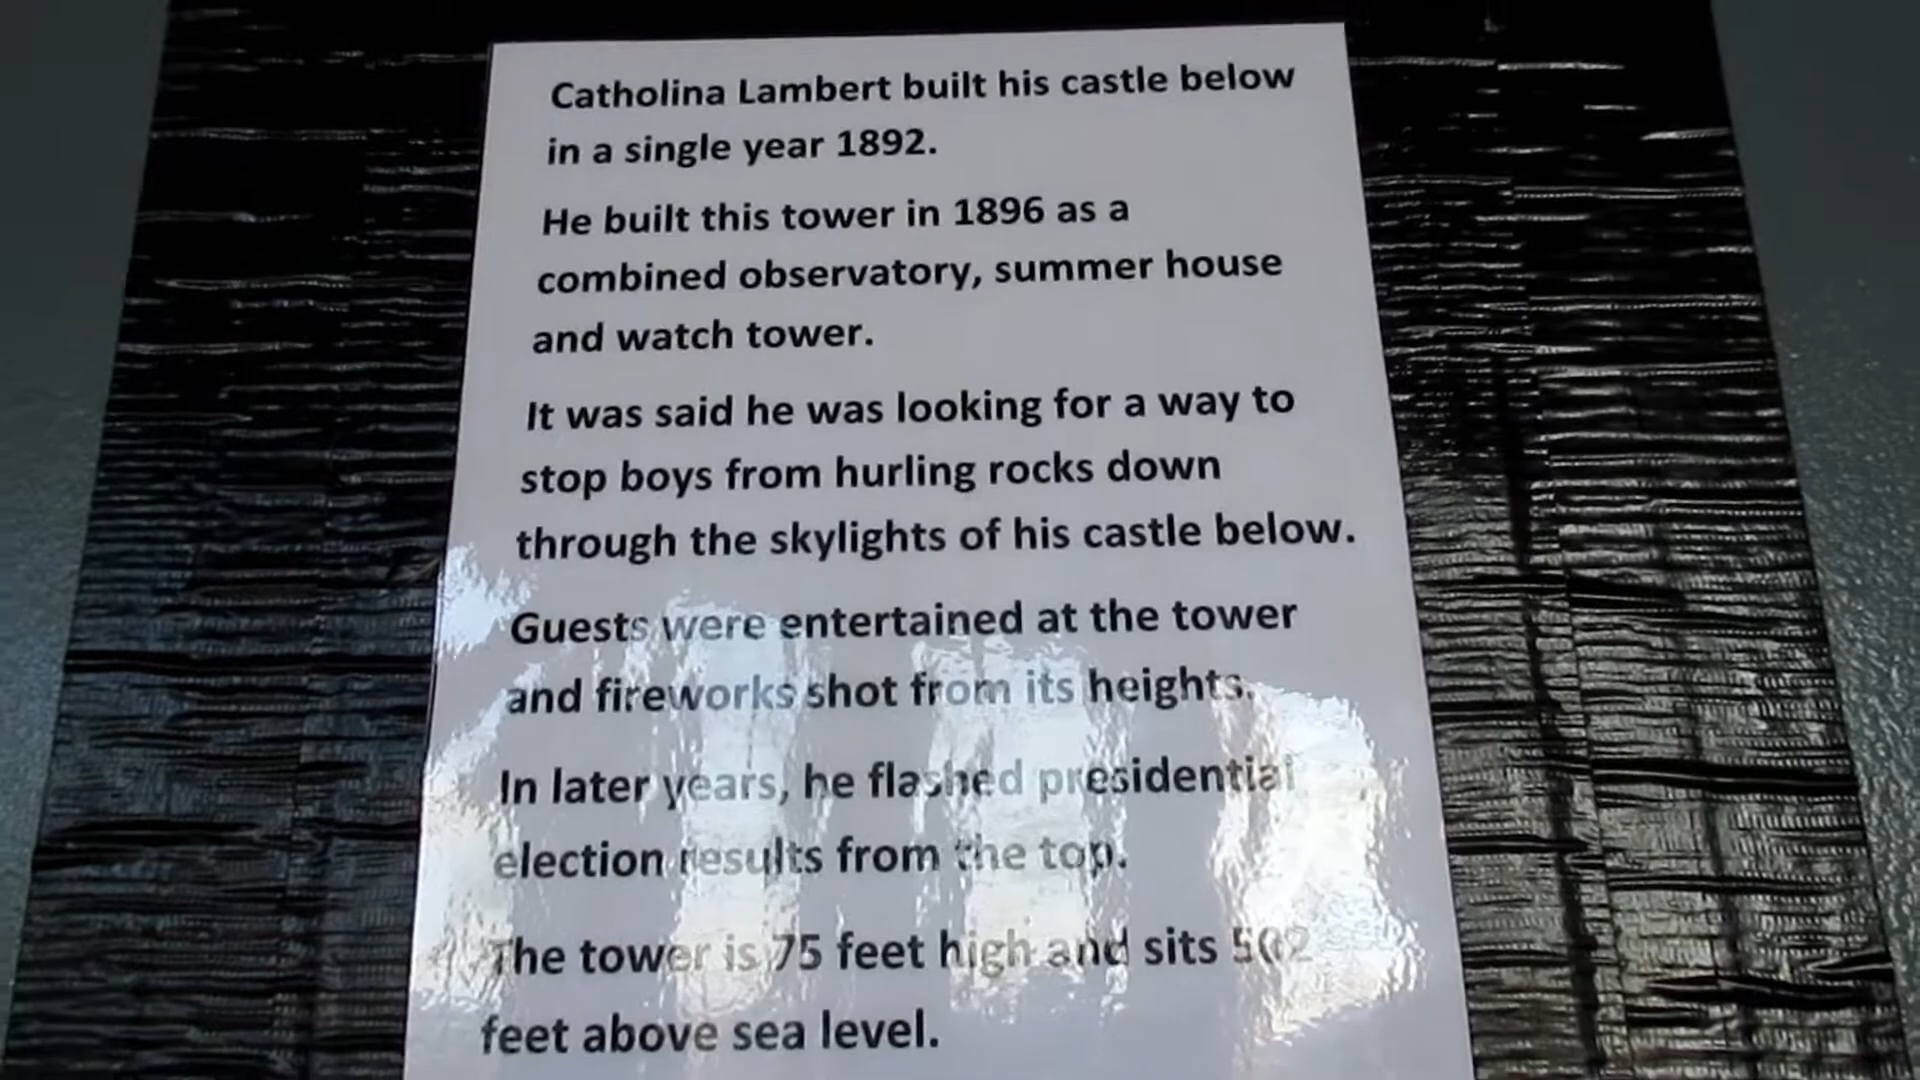 Catholina Lambert built his castle below
in a single year 1892.
He built this tower in 1896 as a
combined observatory, summer house
and watch tower.
It was said he was looking for a way to
stop boys from hurling rocks down
through the skylights of his castle below.
Guests were entertained at the tower
and fireworks shot from its heights.
In later years, he flashed presidential
election results from the top.
The tower is 75 feet high and sits 502
feet above sea level.